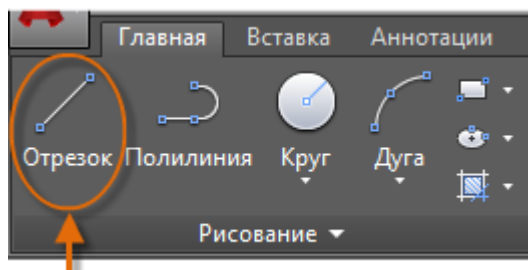 Главная Вставка Аннотации
Отрезок Полилиния Круг Дуга
Рисование